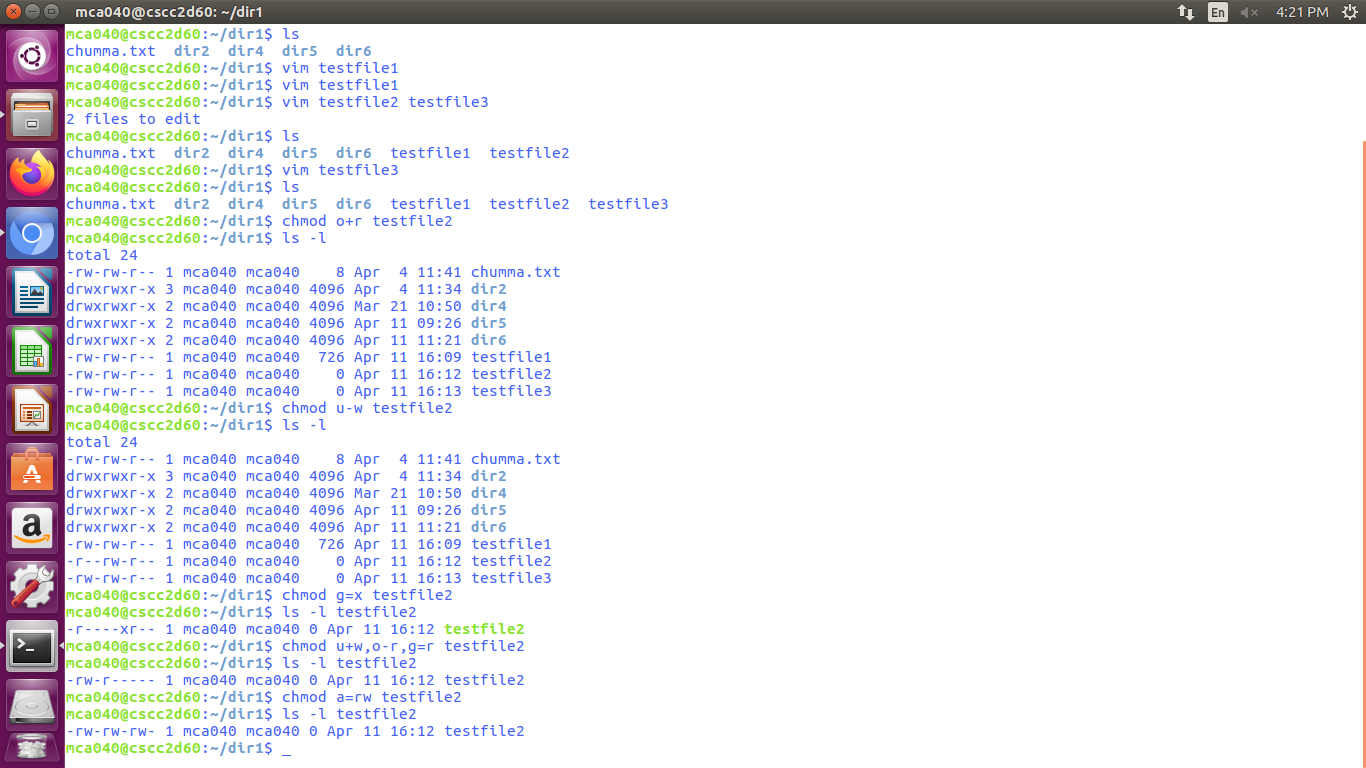 mca040@cscc2d60: ~/dir1
En
4:21 PM
mca040@cscc2d60:~/dir1$ ls
chumma.txt  dir2  dir4  dir5  dir6
mca040@cscc2d60:~/dir1$ vim testfile1
mca040@cscc2d60:~/dir1$ vim testfile1
mca040@cscc2d60:~/dir1$ vim testfile2 testfile3
2 files to edit
mca040@cscc2d60:~/dir1$ ls
chumma.txt  dir2  dir4  dir5  dir6  testfile1  testfile2
mca040@cscc2d60:~/dir1$ vim testfile3
mca040@cscc2d60:~/dir1$ ls
chumma.txt  dir2  dir4  dir5  dir6  testfile1  testfile2  testfile3
mca040@cscc2d60:~/dir1$ chmod o+r testfile2
mca040@cscc2d60:~/dir1$ ls -l
total 24
-rw-rw-r-- 1 mca040 mca040    8 Apr  4 11:41 chumma.txt
drwxrwxr-x 3 mca040 mca040 4096 Apr  4 11:34 dir2
drwxrwxr-x 2 mca040 mca040 4096 Mar 21 10:50 dir4
drwxrwxr-x 2 mca040 mca040 4096 Apr 11 09:26 dir5
drwxrwxr-x 2 mca040 mca040 4096 Apr 11 11:21 dir6
-rw-rw-r-- 1 mca040 mca040  726 Apr 11 16:09 testfile1
-rw-rw-r-- 1 mca040 mca040    0 Apr 11 16:12 testfile2
-rw-rw-r-- 1 mca040 mca040    0 Apr 11 16:13 testfile3
mca040@cscc2d60:~/dir1$ chmod u-w testfile2
mca040@cscc2d60:~/dir1$ ls -l
total 24
-rw-rw-r-- 1 mca040 mca040    8 Apr  4 11:41 chumma.txt
drwxrwxr-x 3 mca040 mca040 4096 Apr  4 11:34 dir2
drwxrwxr-x 2 mca040 mca040 4096 Mar 21 10:50 dir4
drwxrwxr-x 2 mca040 mca040 4096 Apr 11 09:26 dir5
drwxrwxr-x 2 mca040 mca040 4096 Apr 11 11:21 dir6
-rw-rw-r-- 1 mca040 mca040  726 Apr 11 16:09 testfile1
-r--rw-r-- 1 mca040 mca040    0 Apr 11 16:12 testfile2
-rw-rw-r-- 1 mca040 mca040    0 Apr 11 16:13 testfile3
mca040@cscc2d60:~/dir1$ chmod g=x testfile2
mca040@cscc2d60:~/dir1$ ls -l testfile2
-r----xr-- 1 mca040 mca040 0 Apr 11 16:12 testfile2
mca040@cscc2d60:~/dir1$ chmod u+w,o-r,g=r testfile2
mca040@cscc2d60:~/dir1$ ls -l testfile2
-rw-r----- 1 mca040 mca040 0 Apr 11 16:12 testfile2
mca040@cscc2d60:~/dir1$ chmod a=rw testfile2
mca040@cscc2d60:~/dir1$ ls -l testfile2
-rw-rw-rw- 1 mca040 mca040 0 Apr 11 16:12 testfile2
mca040@cscc2d60:~/dir1$ _